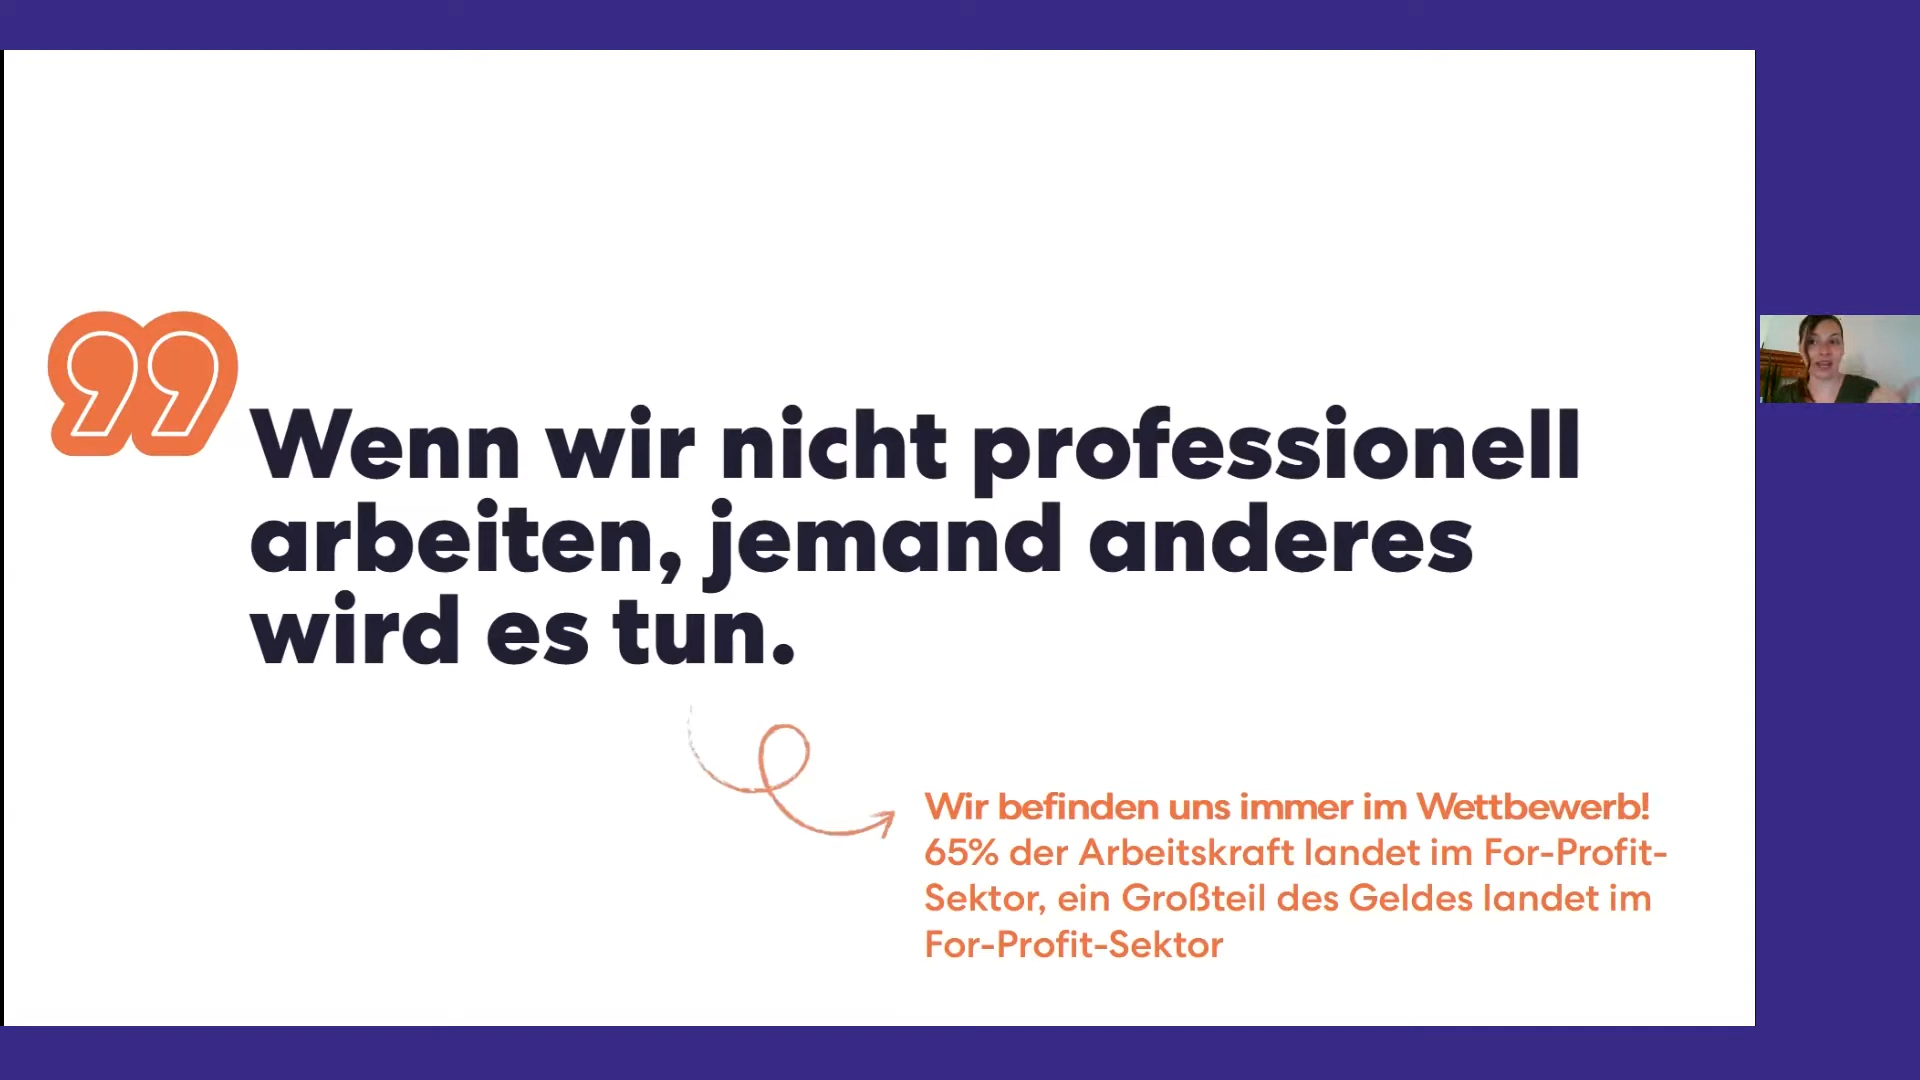 Wenn wir nicht professionell
arbeiten, jemand anderes
wird es tun.
Wir befinden uns immer im Wettbewerb!
65% der Arbeitskraft landet im For-Profit-
Sektor, ein Großteil des Geldes landet im
For-Profit-Sektor